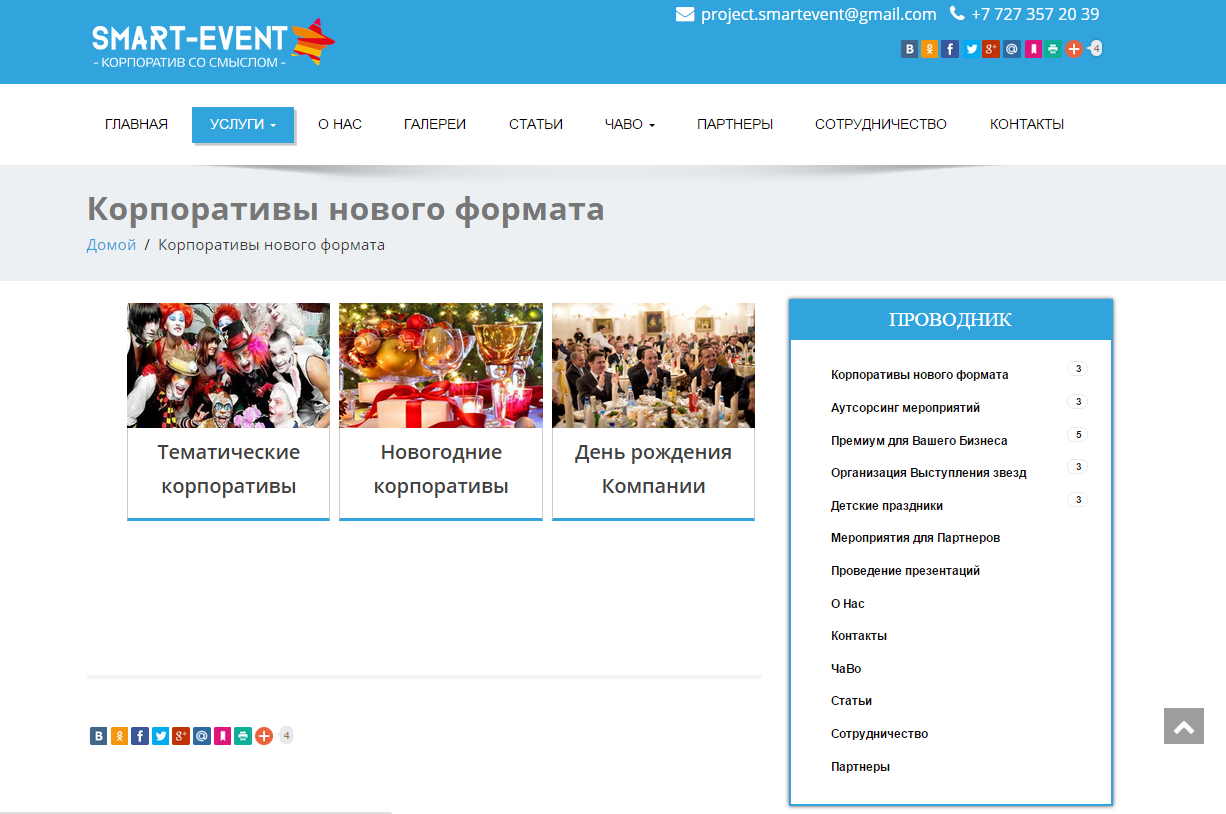 project.smartevent@gmail.com +7 727 357 20 39
SMART-EVENT
- КОРПОРАТИВ СО СМЫСЛОМ -
4
ГЛАВНАЯ УСЛУГИ О НАС ГАЛЕРЕИ СТАТЬИ ЧАВО ПАРТНЕРЫ СОТРУДНИЧЕСТВО КОНТАКТЫ
Корпоративы нового формата
Домой / Корпоративы нового формата
Тематические
корпоративы
Новогодние
корпоративы
День рождения
Компании
ПРОВОДНИК
Корпоративы нового формата 3
Аутсорсинг мероприятий 3
Премиум для Вашего Бизнеса 5
Организация Выступления звезд 3
Детские праздники 3
Мероприятия для Партнеров
Проведение презентаций
О Нас
Контакты
ЧаВо
Статьи
Сотрудничество
Партнеры
4